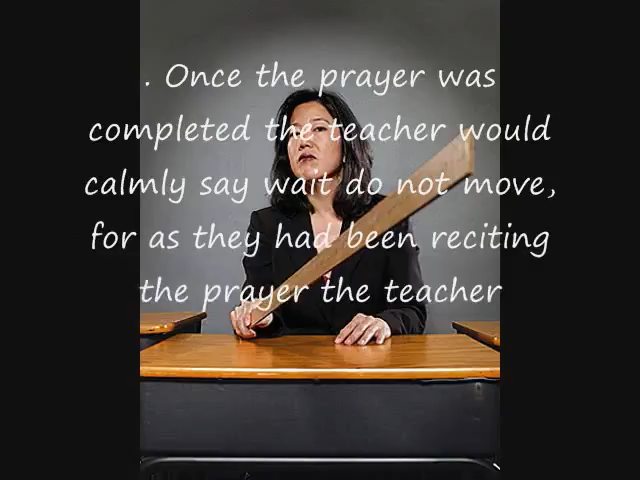 . Once the prayer was
completed the teacher would
calmly say wait do not move,
for as they had been reciting
the prayer the teacher